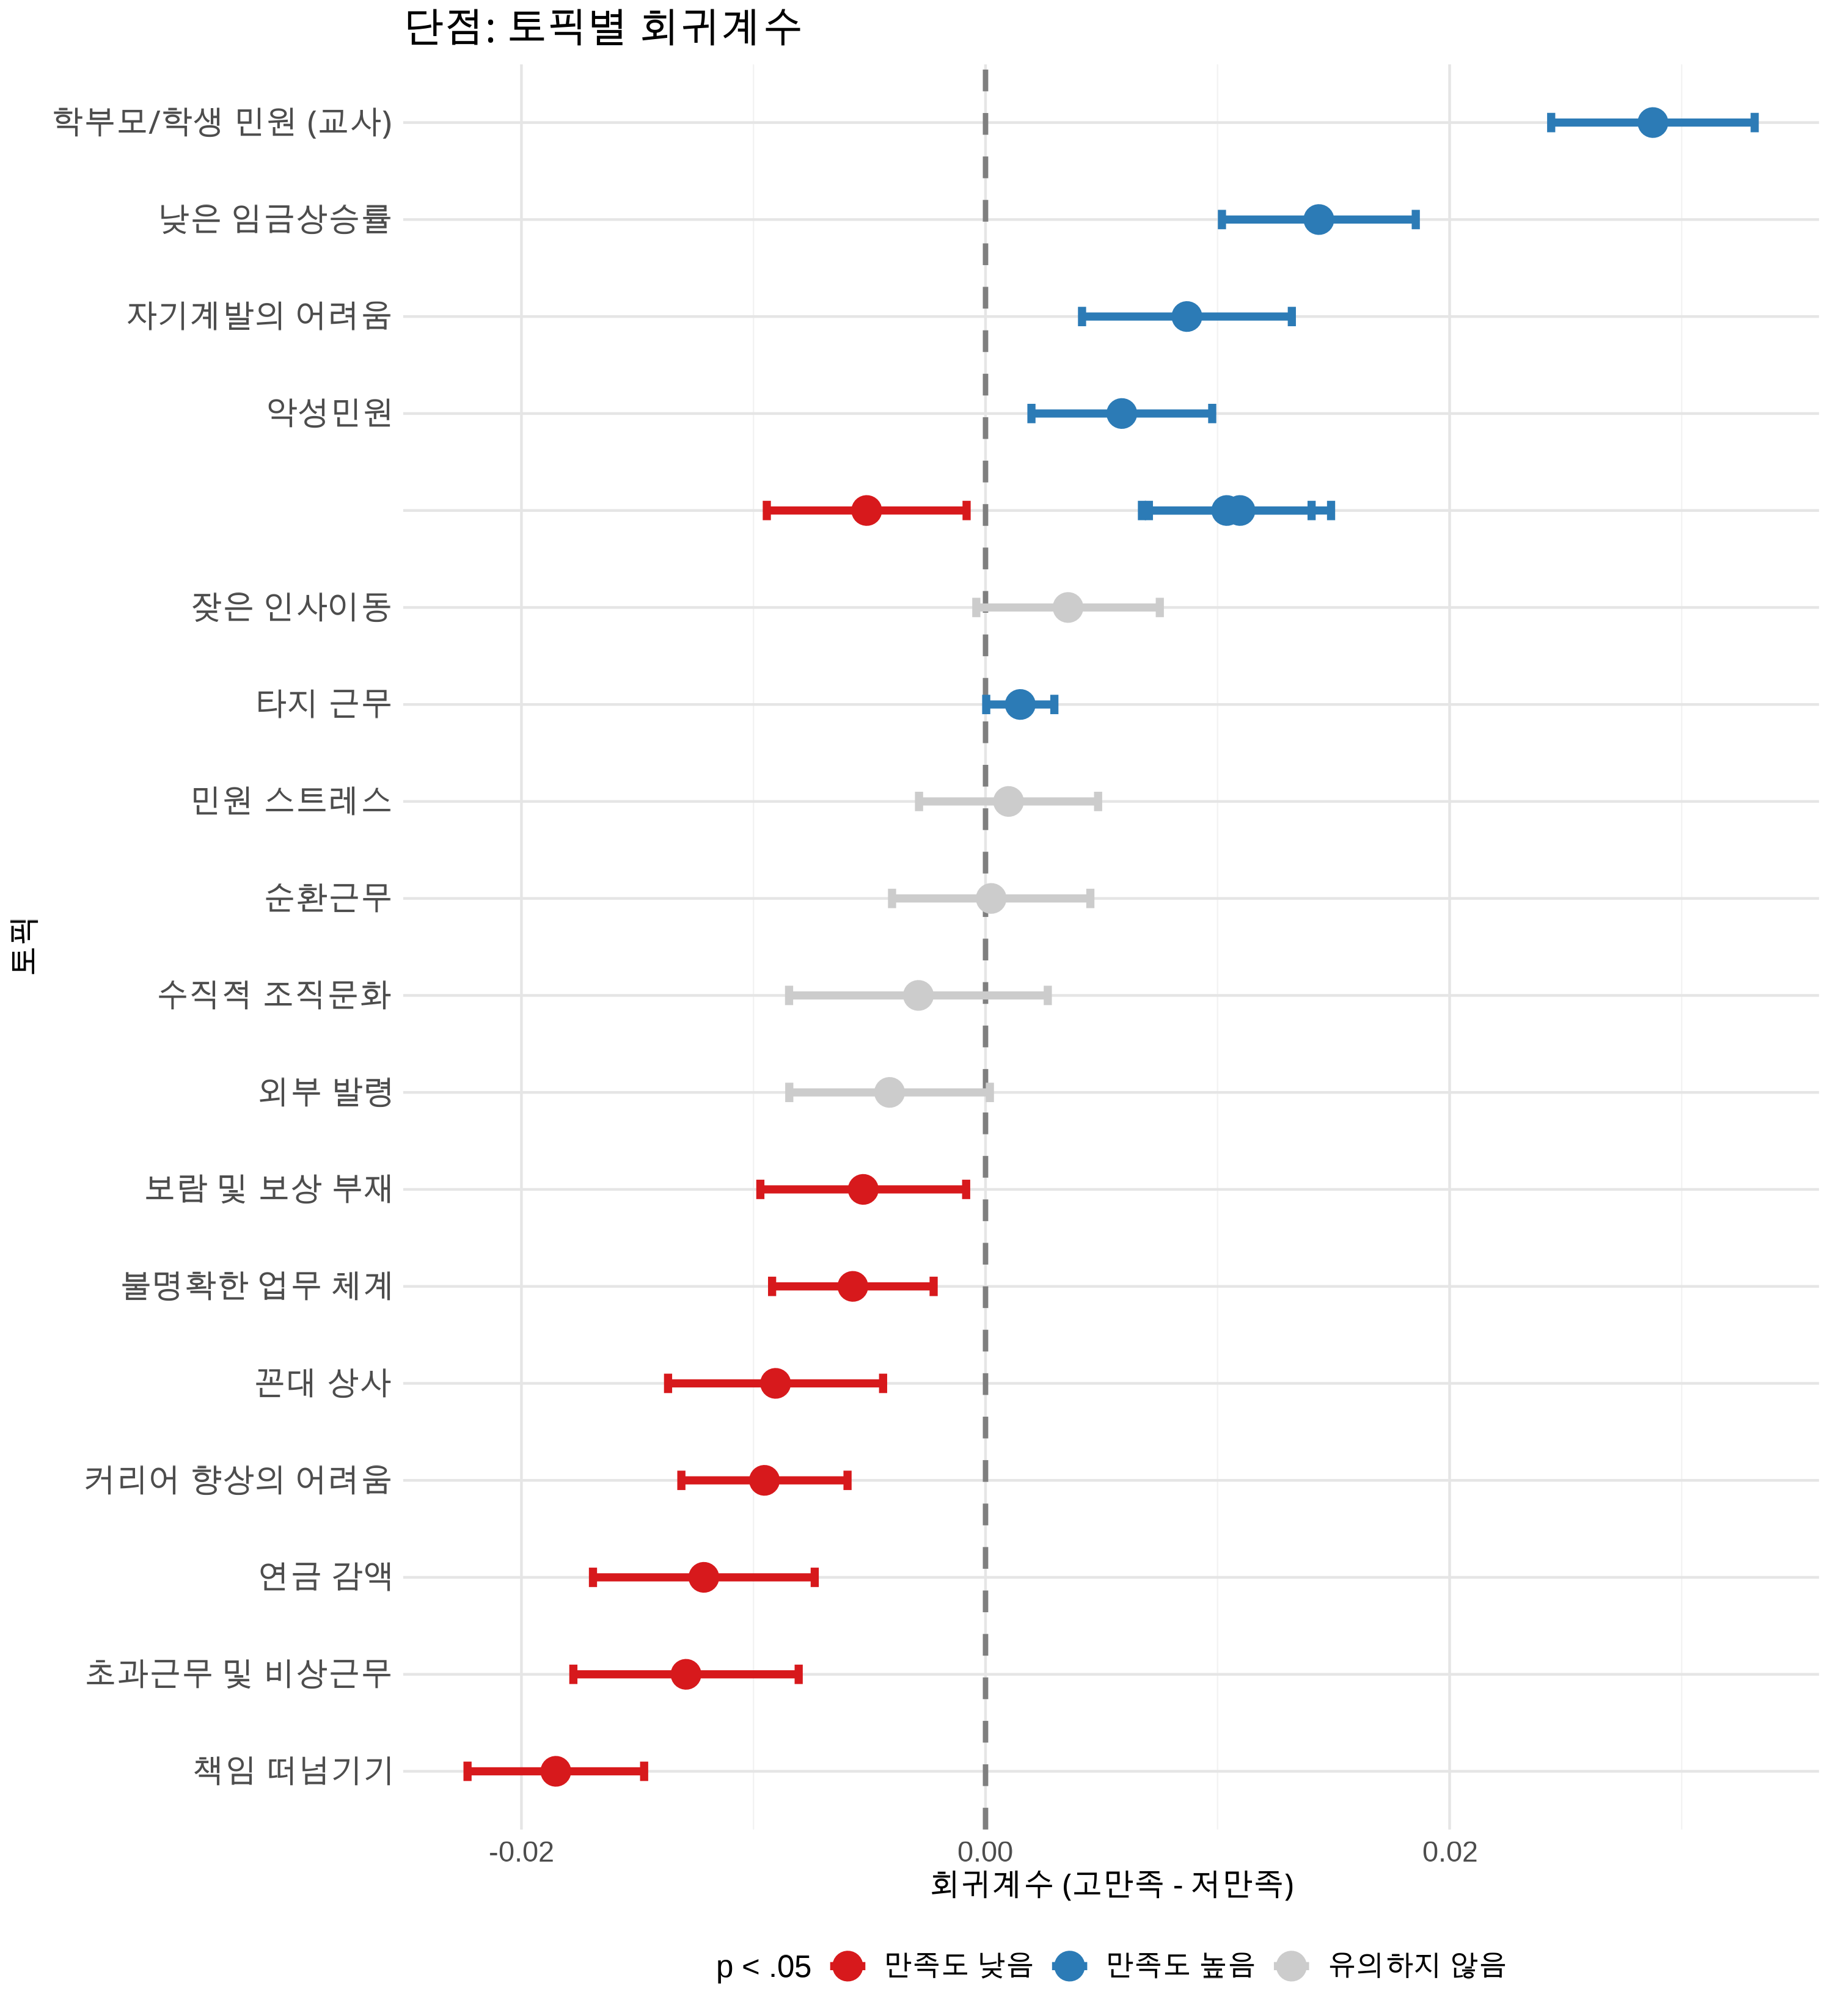 단점: 토픽별 회귀계수
학부모/학생 민원 (교사)
낮은 임금상승률
자기계발의 어려움
악성민원
잦은 인사이동
타지 근무
민원 스트레스
순환근무
수직적 조직문화
외부 발령
보람 및 보상 부재
불명확한 업무 체계
꼰대 상사
커리어 향상의 어려움
연금 감액
초과근무 및 비상근무
책임 떠넘기기
토픽
-0.02 0.00 0.02
회귀계수 (고만족 - 저만족)
p < .05 만족도 낮음 만족도 높음 유의하지 않음